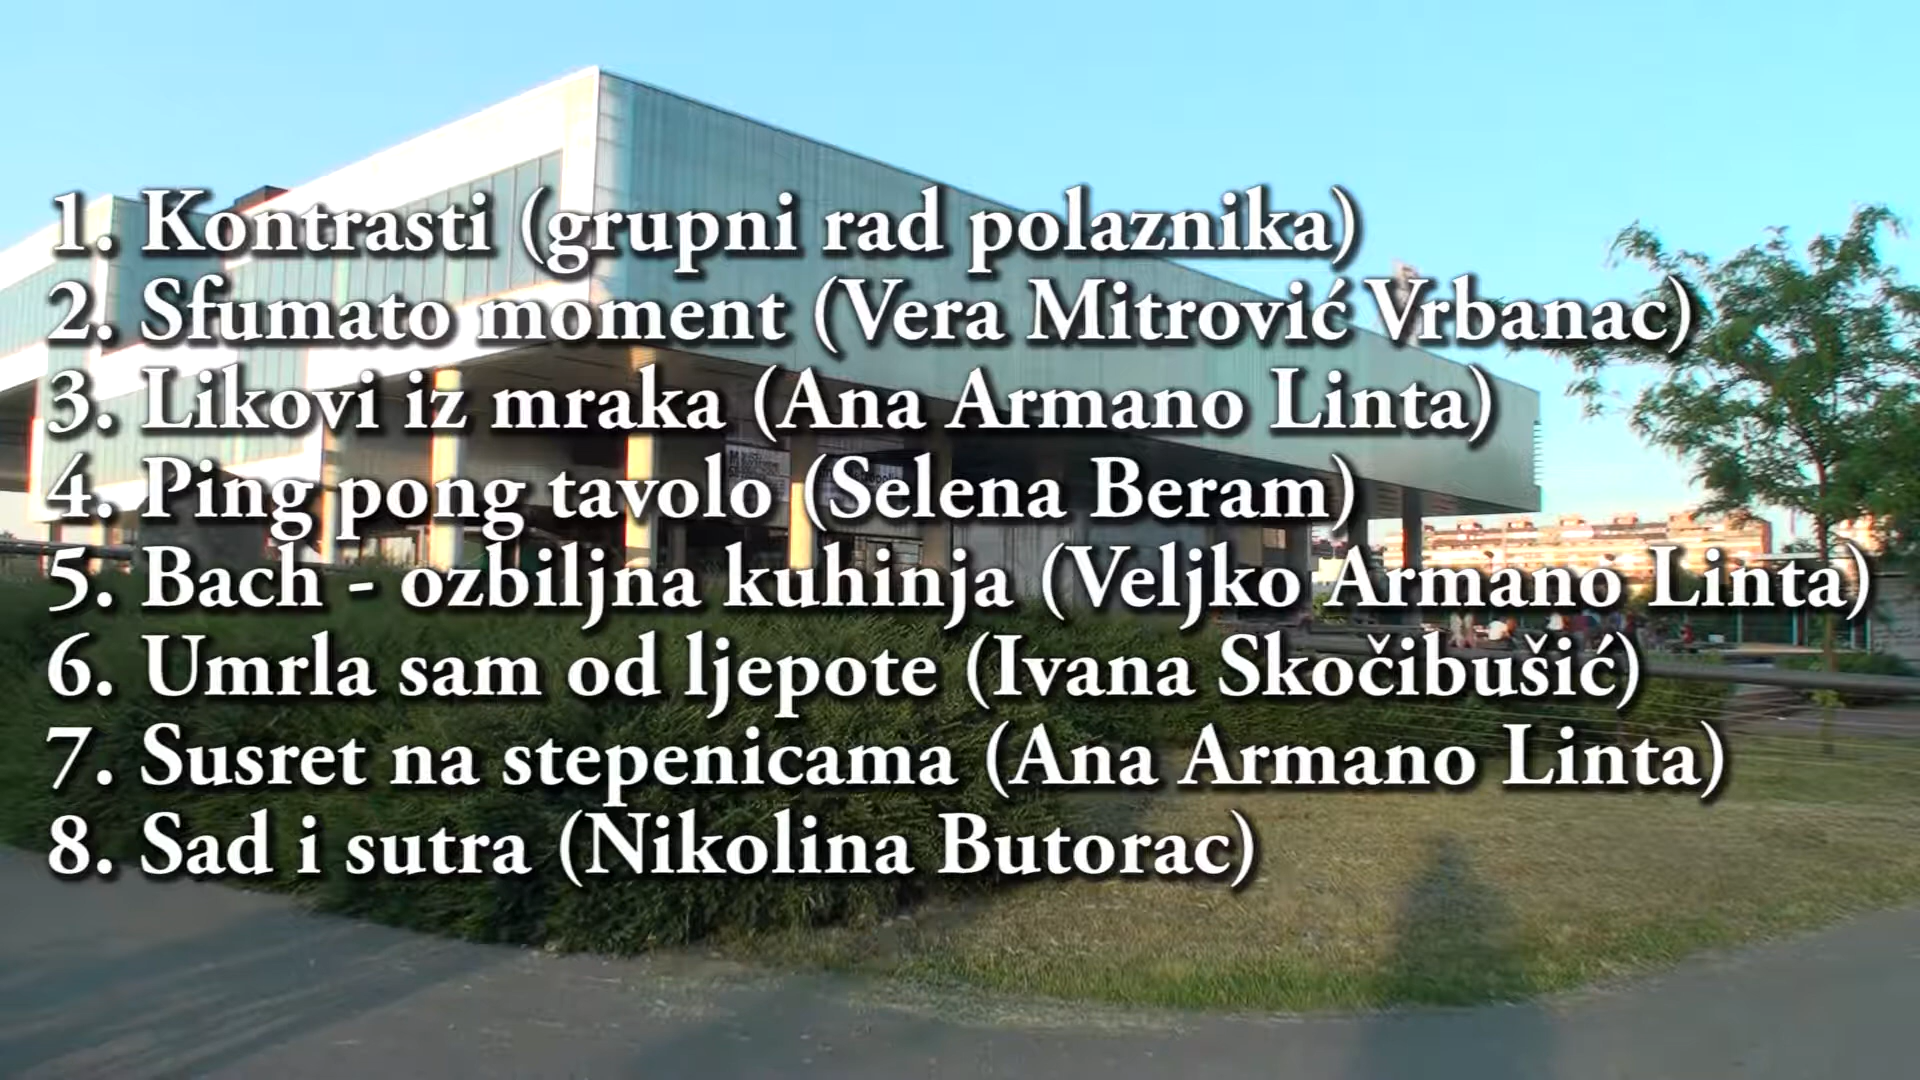 1. Kontrasti (grupni rad polaznika)
2. Sfumato moment (Vera Mitrović Vrbanac)
3. Likovi iz mraka (Ana Armano Linta)
4. Ping pong tavolo (Selena Beram)
5. Bach - ozbiljna kuhinja (Veljko Armano Linta)
6. Umrla sam od ljepote (Ivana Skočibušić)
7. Susret na stepenicama (Ana Armano Linta)
8. Sad i sutra (Nikolina Butorac)